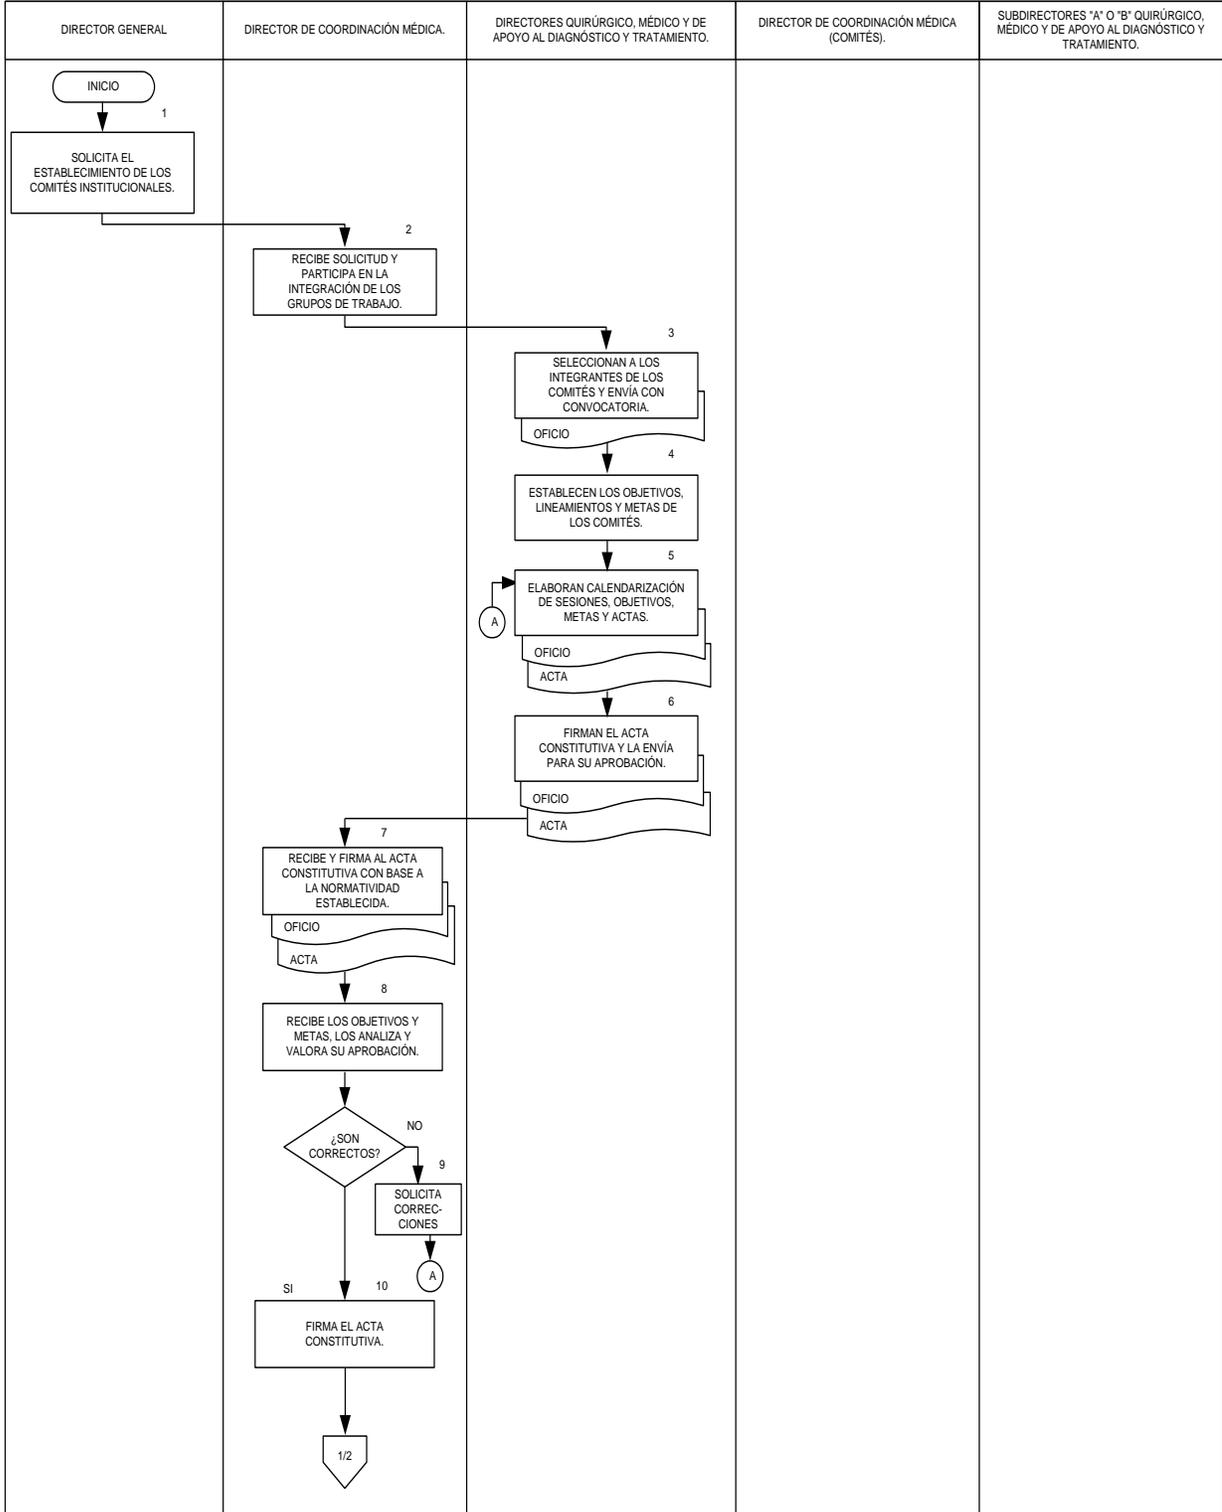 DIRECTOR GENERAL
DIRECTOR DE COORDINACIÓN MÉDICA.
DIRECTORES QUIRÚRGICO, MÉDICO Y DE
APOYO AL DIAGNÓSTICO Y TRATAMIENTO.
DIRECTOR DE COORDINACIÓN MÉDICA
(COMITÉS).
SUBDIRECTORES "A" O "B" QUIRÚRGICO,
MÉDICO Y DE APOYO AL DIAGNÓSTICO Y
TRATAMIENTO.
INICIO
1
SOLICITA EL
ESTABLECIMIENTO DE LOS
COMITÉS INSTITUCIONALES.
2
RECIBE SOLICITUD Y
PARTICIPA EN LA
INTEGRACIÓN DE LOS
GRUPOS DE TRABAJO.
3
SELECCIONAN A LOS
INTEGRANTES DE LOS
COMITÉS Y ENVÍA CON
CONVOCATORIA.
OFICIO
4
ESTABLECEN LOS OBJETIVOS,
LINEAMIENTOS Y METAS DE
LOS COMITÉS.
5
ELABORAN CALENDARIZACIÓN
DE SESIONES, OBJETIVOS,
METAS Y ACTAS.
A
OFICIO
ACTA
6
FIRMAN EL ACTA
CONSTITUTIVA Y LA ENVÍA
PARA SU APROBACIÓN.
OFICIO
ACTA
7
RECIBE Y FIRMA AL ACTA
CONSTITUTIVA CON BASE A
LA NORMATIVIDAD
ESTABLECIDA.
OFICIO
ACTA
8
RECIBE LOS OBJETIVOS Y
METAS, LOS ANALIZA Y
VALORA SU APROBACIÓN.
¿SON
CORRECTOS?
NO
9
SOLICITA
CORREC-
CIONES
A
SI
10
FIRMA EL ACTA
CONSTITUTIVA.
1/2